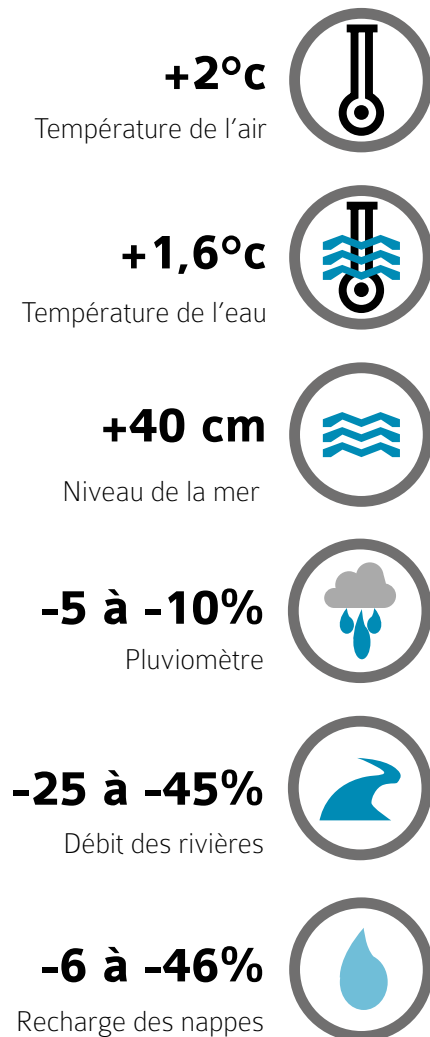 +2°c
Température de l'air
+1,6°c
Température de l'eau
+40 cm
Niveau de la mer
-5 à -10%
Pluviomètre
-25 à -45%
Débit des rivières
-6 à -46%
Recharge des nappes